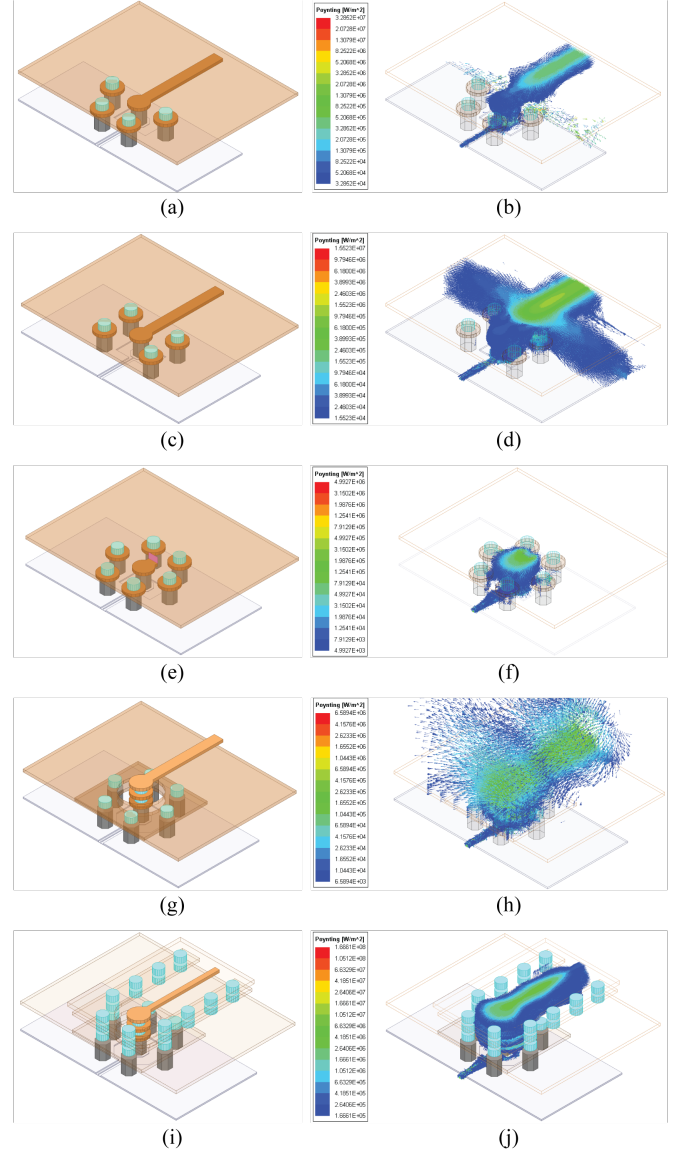 Poynting [W/m^2]
3.2852E+07
2.0728E+07
1.3079E+07
8.2522E+06
5.2068E+06
3.2852E+06
2.0728E+06
1.3079E+06
8.2522E+05
5.2068E+05
3.2852E+05
2.0728E+05
1.3079E+05
8.2522E+04
5.2068E+04
3.2852E+04
(a)
(b)
Poynting [W/m^2]
1.5523E+07
9.7946E+06
6.1800E+06
3.8993E+06
2.4603E+06
1.5523E+06
9.7946E+05
6.1800E+05
3.8993E+05
2.4603E+05
1.5523E+05
9.7946E+04
6.1800E+04
3.8993E+04
2.4603E+04
1.5523E+04
(c)
(d)
Poynting [W/m^2]
4.9927E+06
3.1502E+06
1.9876E+06
1.2541E+06
7.9129E+05
4.9927E+05
3.1502E+05
1.9876E+05
1.2541E+05
7.9129E+04
4.9927E+04
3.1502E+04
1.9876E+04
1.2541E+04
7.9129E+03
4.9927E+03
(e)
(f)
Poynting [W/m^2]
6.5894E+06
4.1576E+06
2.6233E+06
1.6552E+06
1.0443E+06
6.5894E+05
4.1576E+05
2.6233E+05
1.6552E+05
1.0443E+05
6.5894E+04
4.1576E+04
2.6233E+04
1.6552E+04
1.0443E+04
6.5894E+03
(g)
(h)
Poynting [W/m^2]
1.6661E+08
1.0512E+08
6.6329E+07
4.1851E+07
2.6406E+07
1.6661E+07
1.0512E+07
6.6329E+06
4.1851E+06
2.6406E+06
1.6661E+06
1.0512E+06
6.6329E+05
4.1851E+05
2.6406E+05
1.6661E+05
(i)
(j)